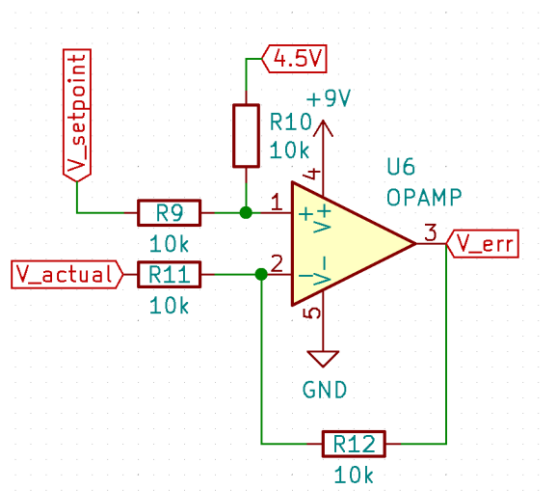 V_setpoint
4.5V
+9V
R10
10k
4
U6
OPAMP
R9
10k
1
+
V+
3
V_err
V_actual
R11
10k
2
−
V−
5
GND
R12
10k